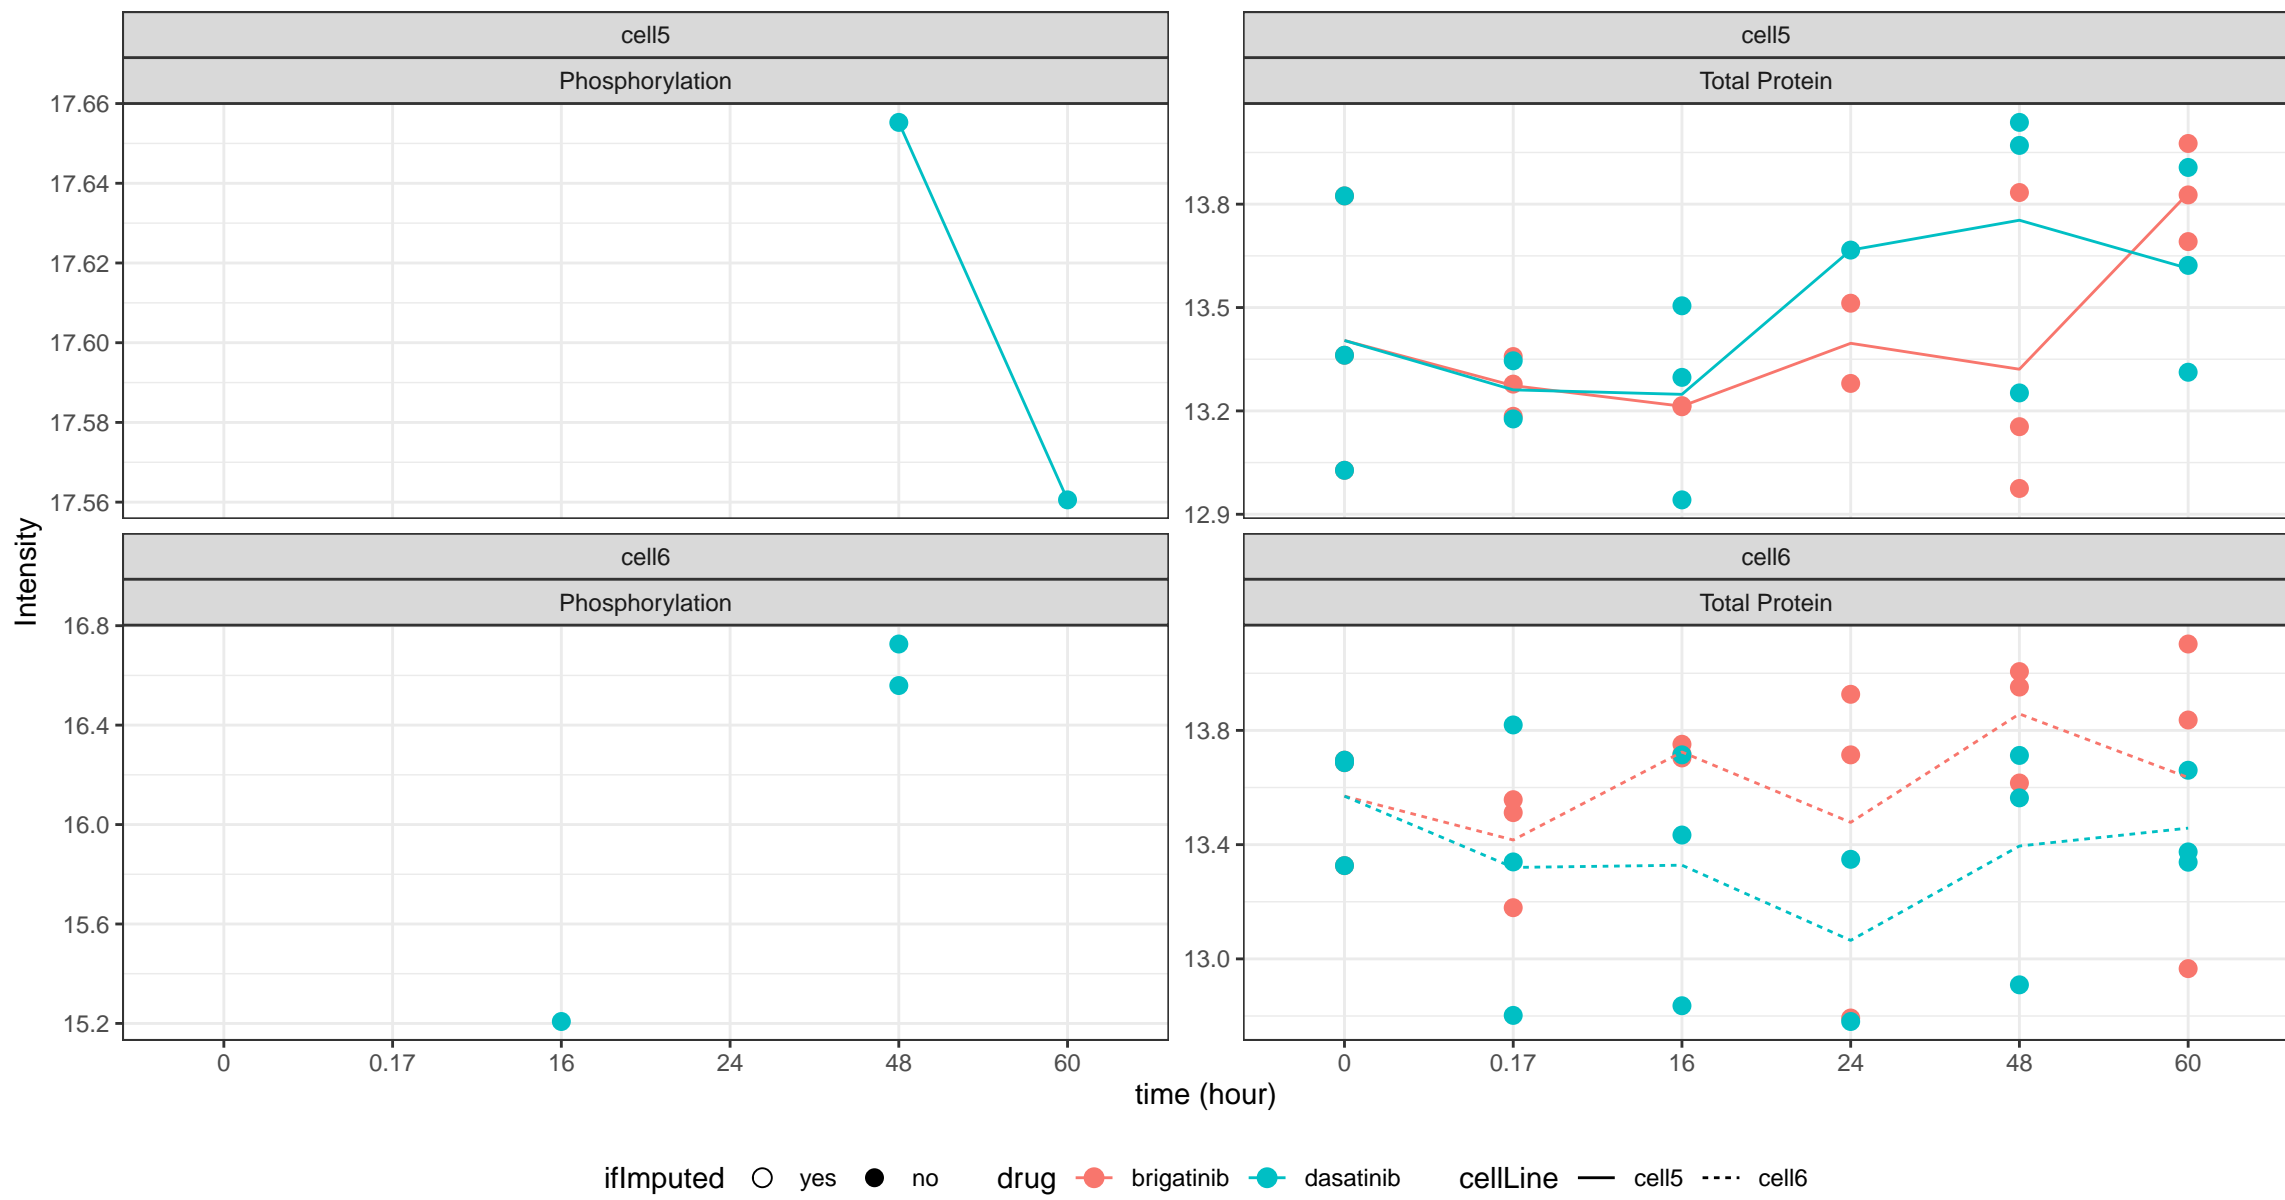 cell5
Phosphorylation
cell5
Total Protein
17.66
17.64
17.62
17.60
17.58
17.56
13.8
13.5
13.2
12.9
Intensity
cell6
Phosphorylation
cell6
Total Protein
16.8
16.4
16.0
15.6
15.2
13.8
13.4
13.0
0 0.17 16 24 48 60
0 0.17 16 24 48 60
time (hour)
ifImputed yes no drug brigatinib dasatinib cellLine cell5 cell6